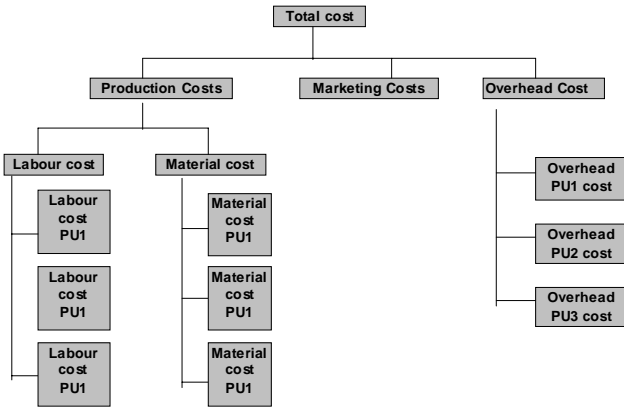 Total cost
Production Costs
Marketing Costs
Overhead Cost
Labour cost
Material cost
Labour
cost
PU1
Labour
cost
PU1
Labour
cost
PU1
Material
cost
PU1
Material
cost
PU1
Material
cost
PU1
Overhead
PU1 cost
Overhead
PU2 cost
Overhead
PU3 cost